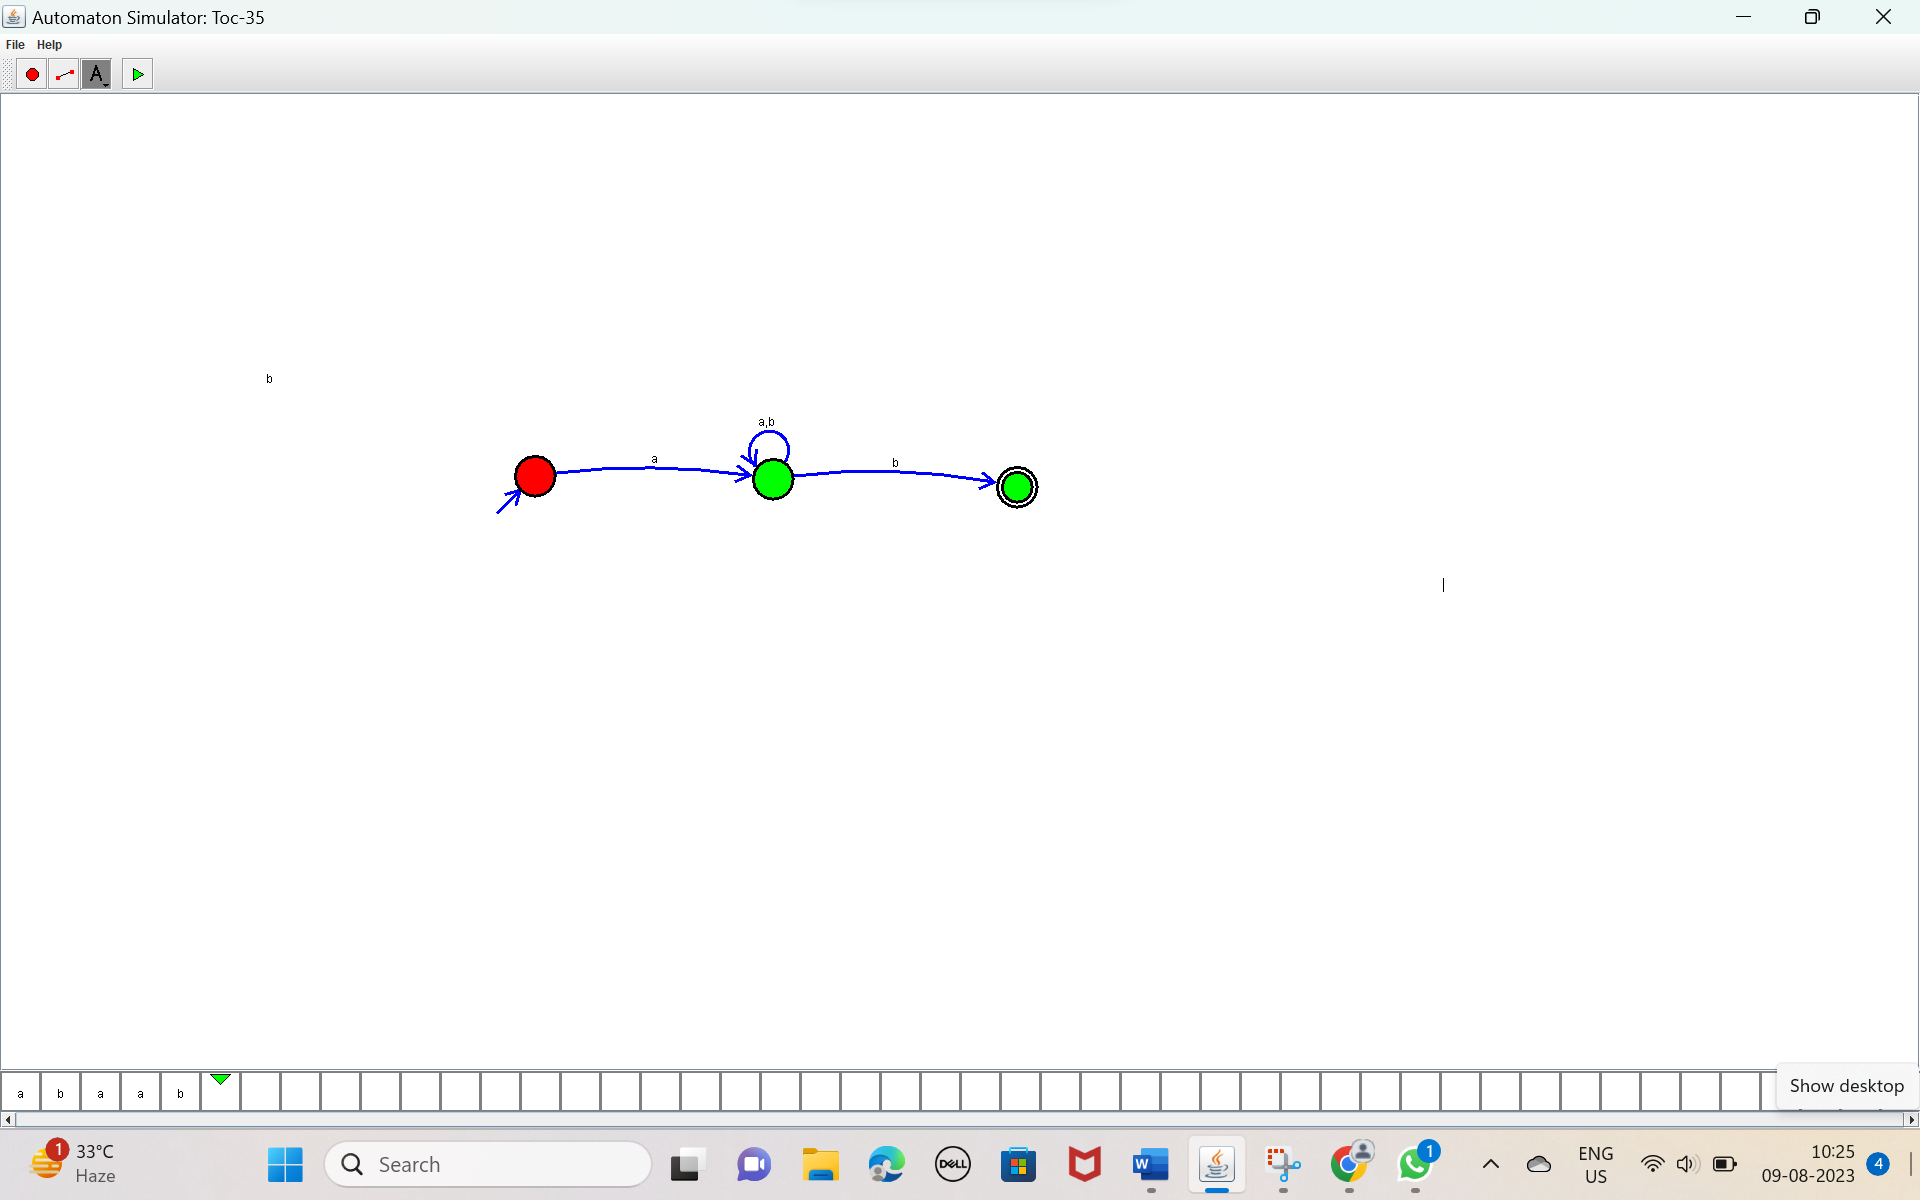 Automaton Simulator: Toc-35
File Help
A
b
a,b
a
b
a b a a b
Show desktop
1
33°C
Haze
Search
DELL
W
1
ENG
US
10:25
09-08-2023
4